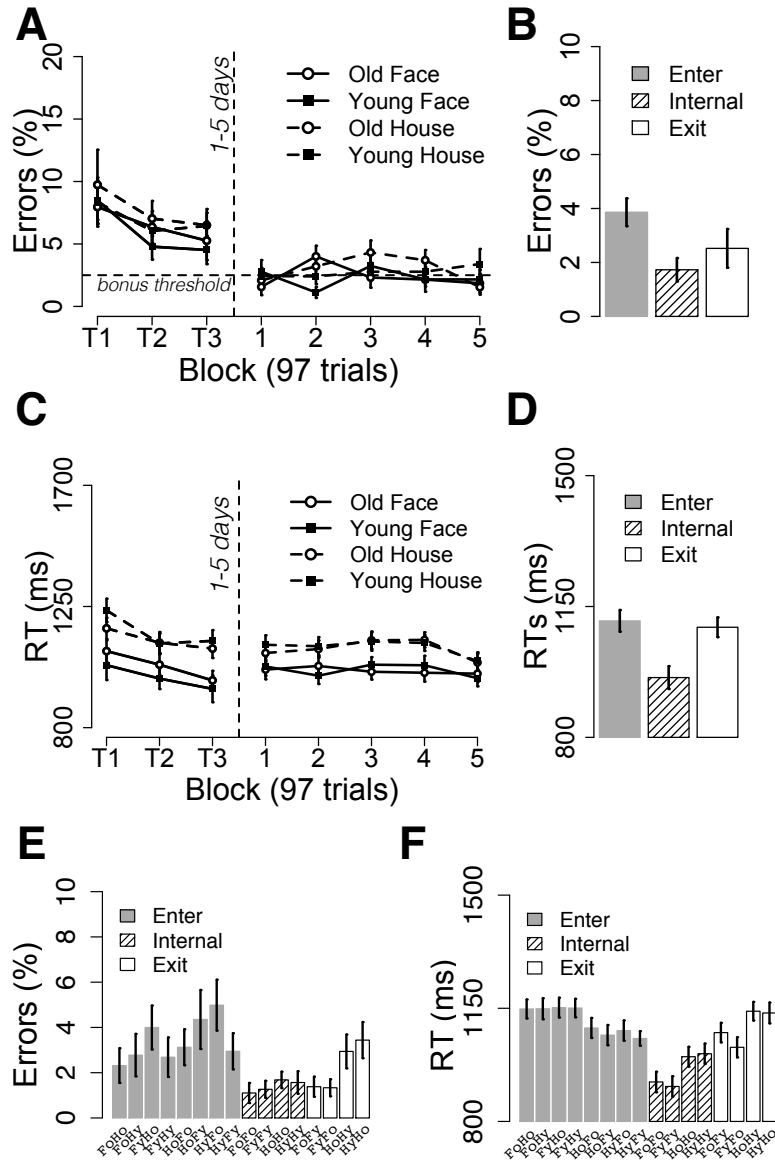 A
Errors (%)
20
15
10
5
0
1-5 days
Old Face
Young Face
Old House
Young House
bonus threshold
T1 T2 T3 1 2 3 4 5
Block (97 trials)
B
Errors (%)
10
8
6
4
2
0
Enter
Internal
Exit
C
RT (ms)
1700
1250
800
1-5 days
Old Face
Young Face
Old House
Young House
T1 T2 T3 1 2 3 4 5
Block (97 trials)
D
RTs (ms)
1500
1150
800
Enter
Internal
Exit
E
Errors (%)
10
8
6
4
2
0
Enter
Internal
Exit
FoHo FoHy FyHo FyHy HoFo HoFy HyFo HyFy FoFo FyFy HoHo HyHy FoFy FyFo HoHy HyHo
F
RT (ms)
1500
1150
800
Enter
Internal
Exit
FoHo FoHy FyHo FyHy HoFo HoFy HyFo HyFy FoFo FyFy HoHo HyHy FoFy FyFo HoHy HyHo